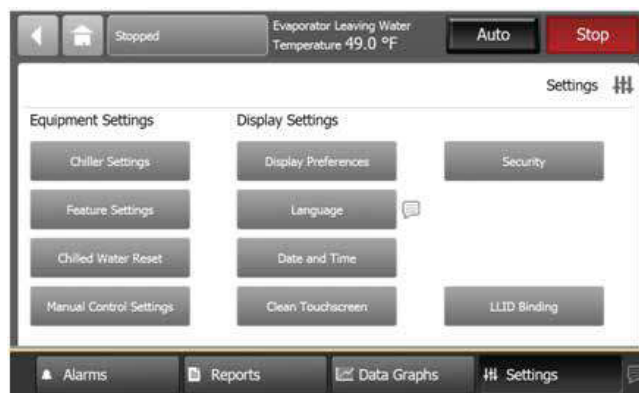 Stopped
Evaporator Leaving Water
Temperature 49.0 °F
Auto
Stop
Settings
Equipment Settings
Display Settings
Chiller Settings
Display Preferences
Security
Feature Settings
Language
Chilled Water Reset
Date and Time
Manual Control Settings
Clean Touchscreen
LLID Binding
Alarms
Reports
Data Graphs
Settings